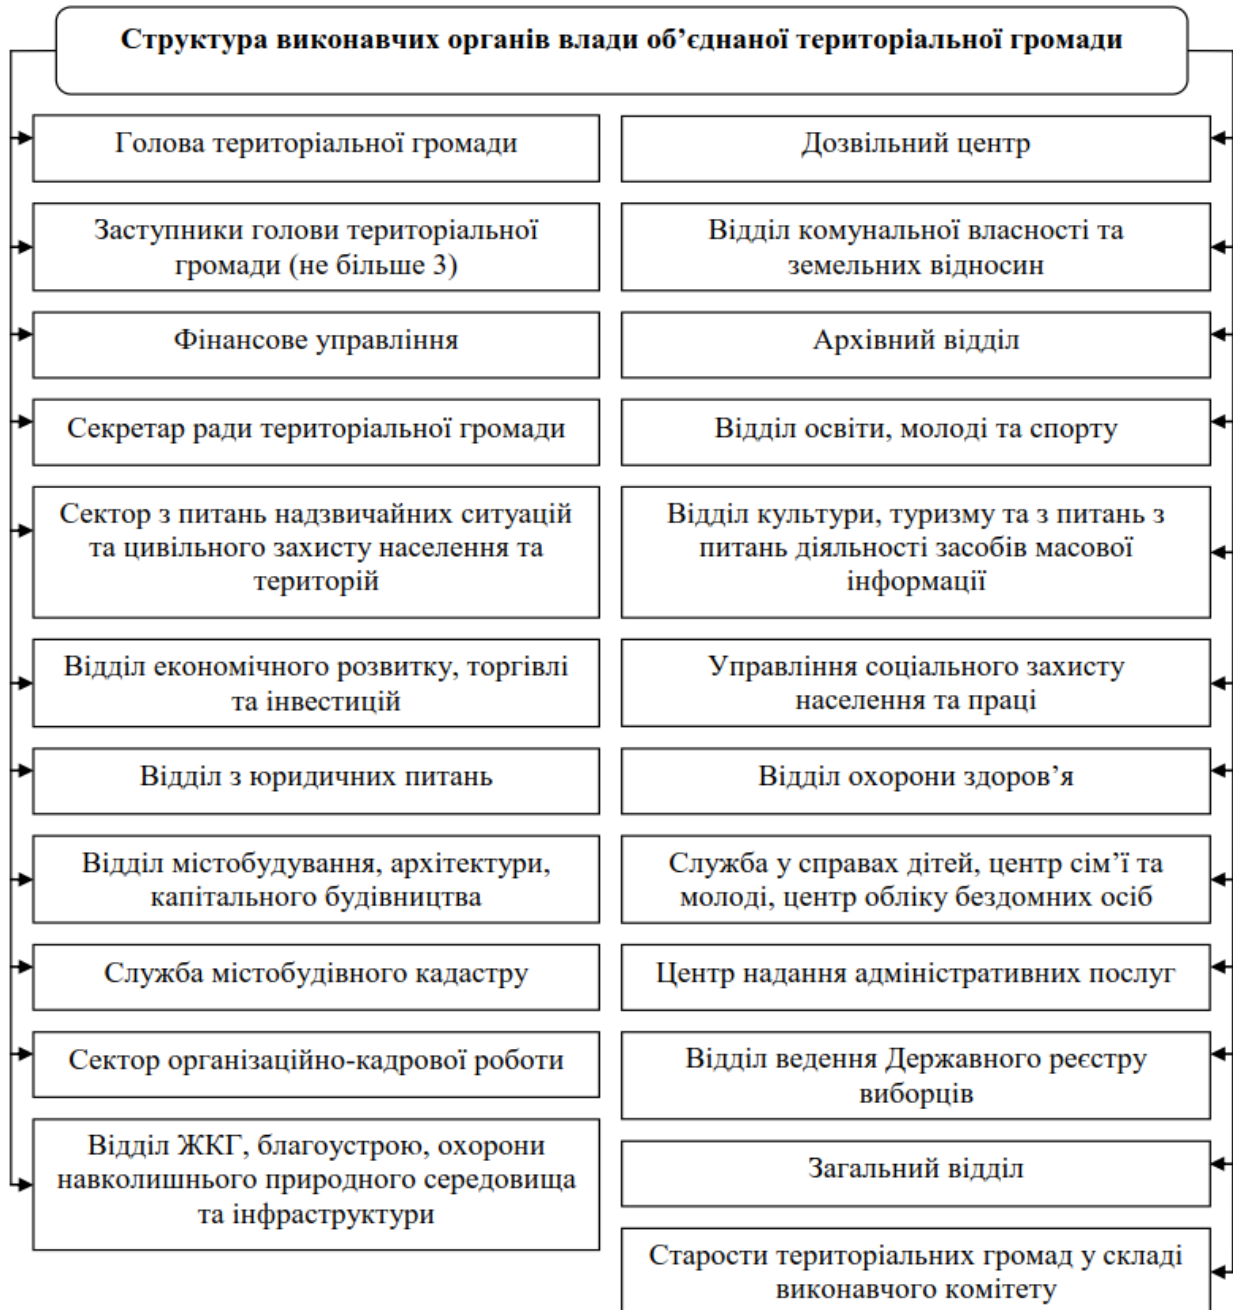 Структура виконавчих органів влади об’єднаної територіальної громади
Голова територіальної громади
Заступники голови територіальної
громади (не більше 3)
Фінансове управління
Секретар ради територіальної громади
Сектор з питань надзвичайних ситуацій
та цивільного захисту населення та
територій
Відділ економічного розвитку, торгівлі
та інвестицій
Відділ з юридичних питань
Відділ містобудування, архітектури,
капітального будівництва
Служба містобудівного кадастру
Сектор організаційно-кадрової роботи
Відділ ЖКГ, благоустрою, охорони
навколишнього природного середовища
та інфраструктури
Дозвільний центр
Відділ комунальної власності та
земельних відносин
Архівний відділ
Відділ освіти, молоді та спорту
Відділ культури, туризму та з питань з
питань діяльності засобів масової
інформації
Управління соціального захисту
населення та праці
Відділ охорони здоров’я
Служба у справах дітей, центр сім’ї та
молоді, центр обліку бездомних осіб
Центр надання адміністративних послуг
Відділ ведення Державного реєстру
виборців
Загальний відділ
Старости територіальних громад у складі
виконавчого комітету